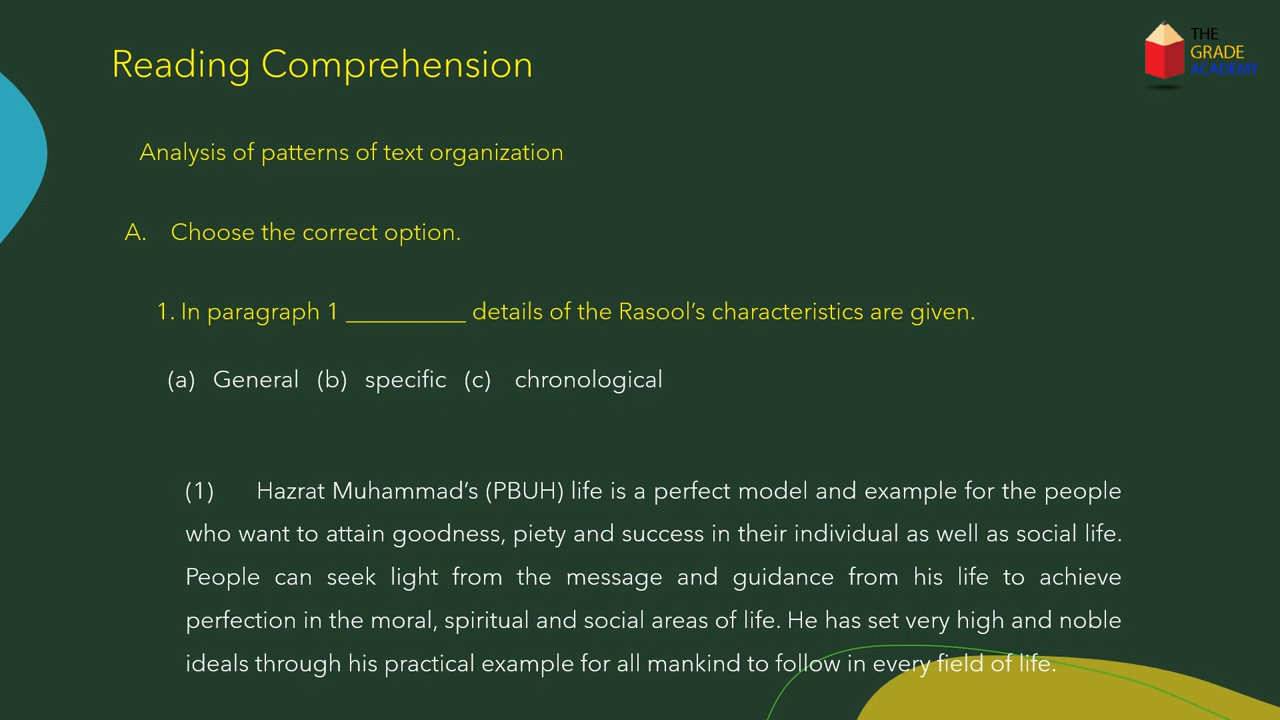 THE
GRADE
ACADEMY
Reading Comprehension
Analysis of patterns of text organization
A. Choose the correct option.
1. In paragraph 1 __________ details of the Rasool’s characteristics are given.
(a) General (b) specific (c) chronological
(1) Hazrat Muhammad’s (PBUH) life is a perfect model and example for the people
who want to attain goodness, piety and success in their individual as well as social life.
People can seek light from the message and guidance from his life to achieve
perfection in the moral, spiritual and social areas of life. He has set very high and noble
ideals through his practical example for all mankind to follow in every field of life.